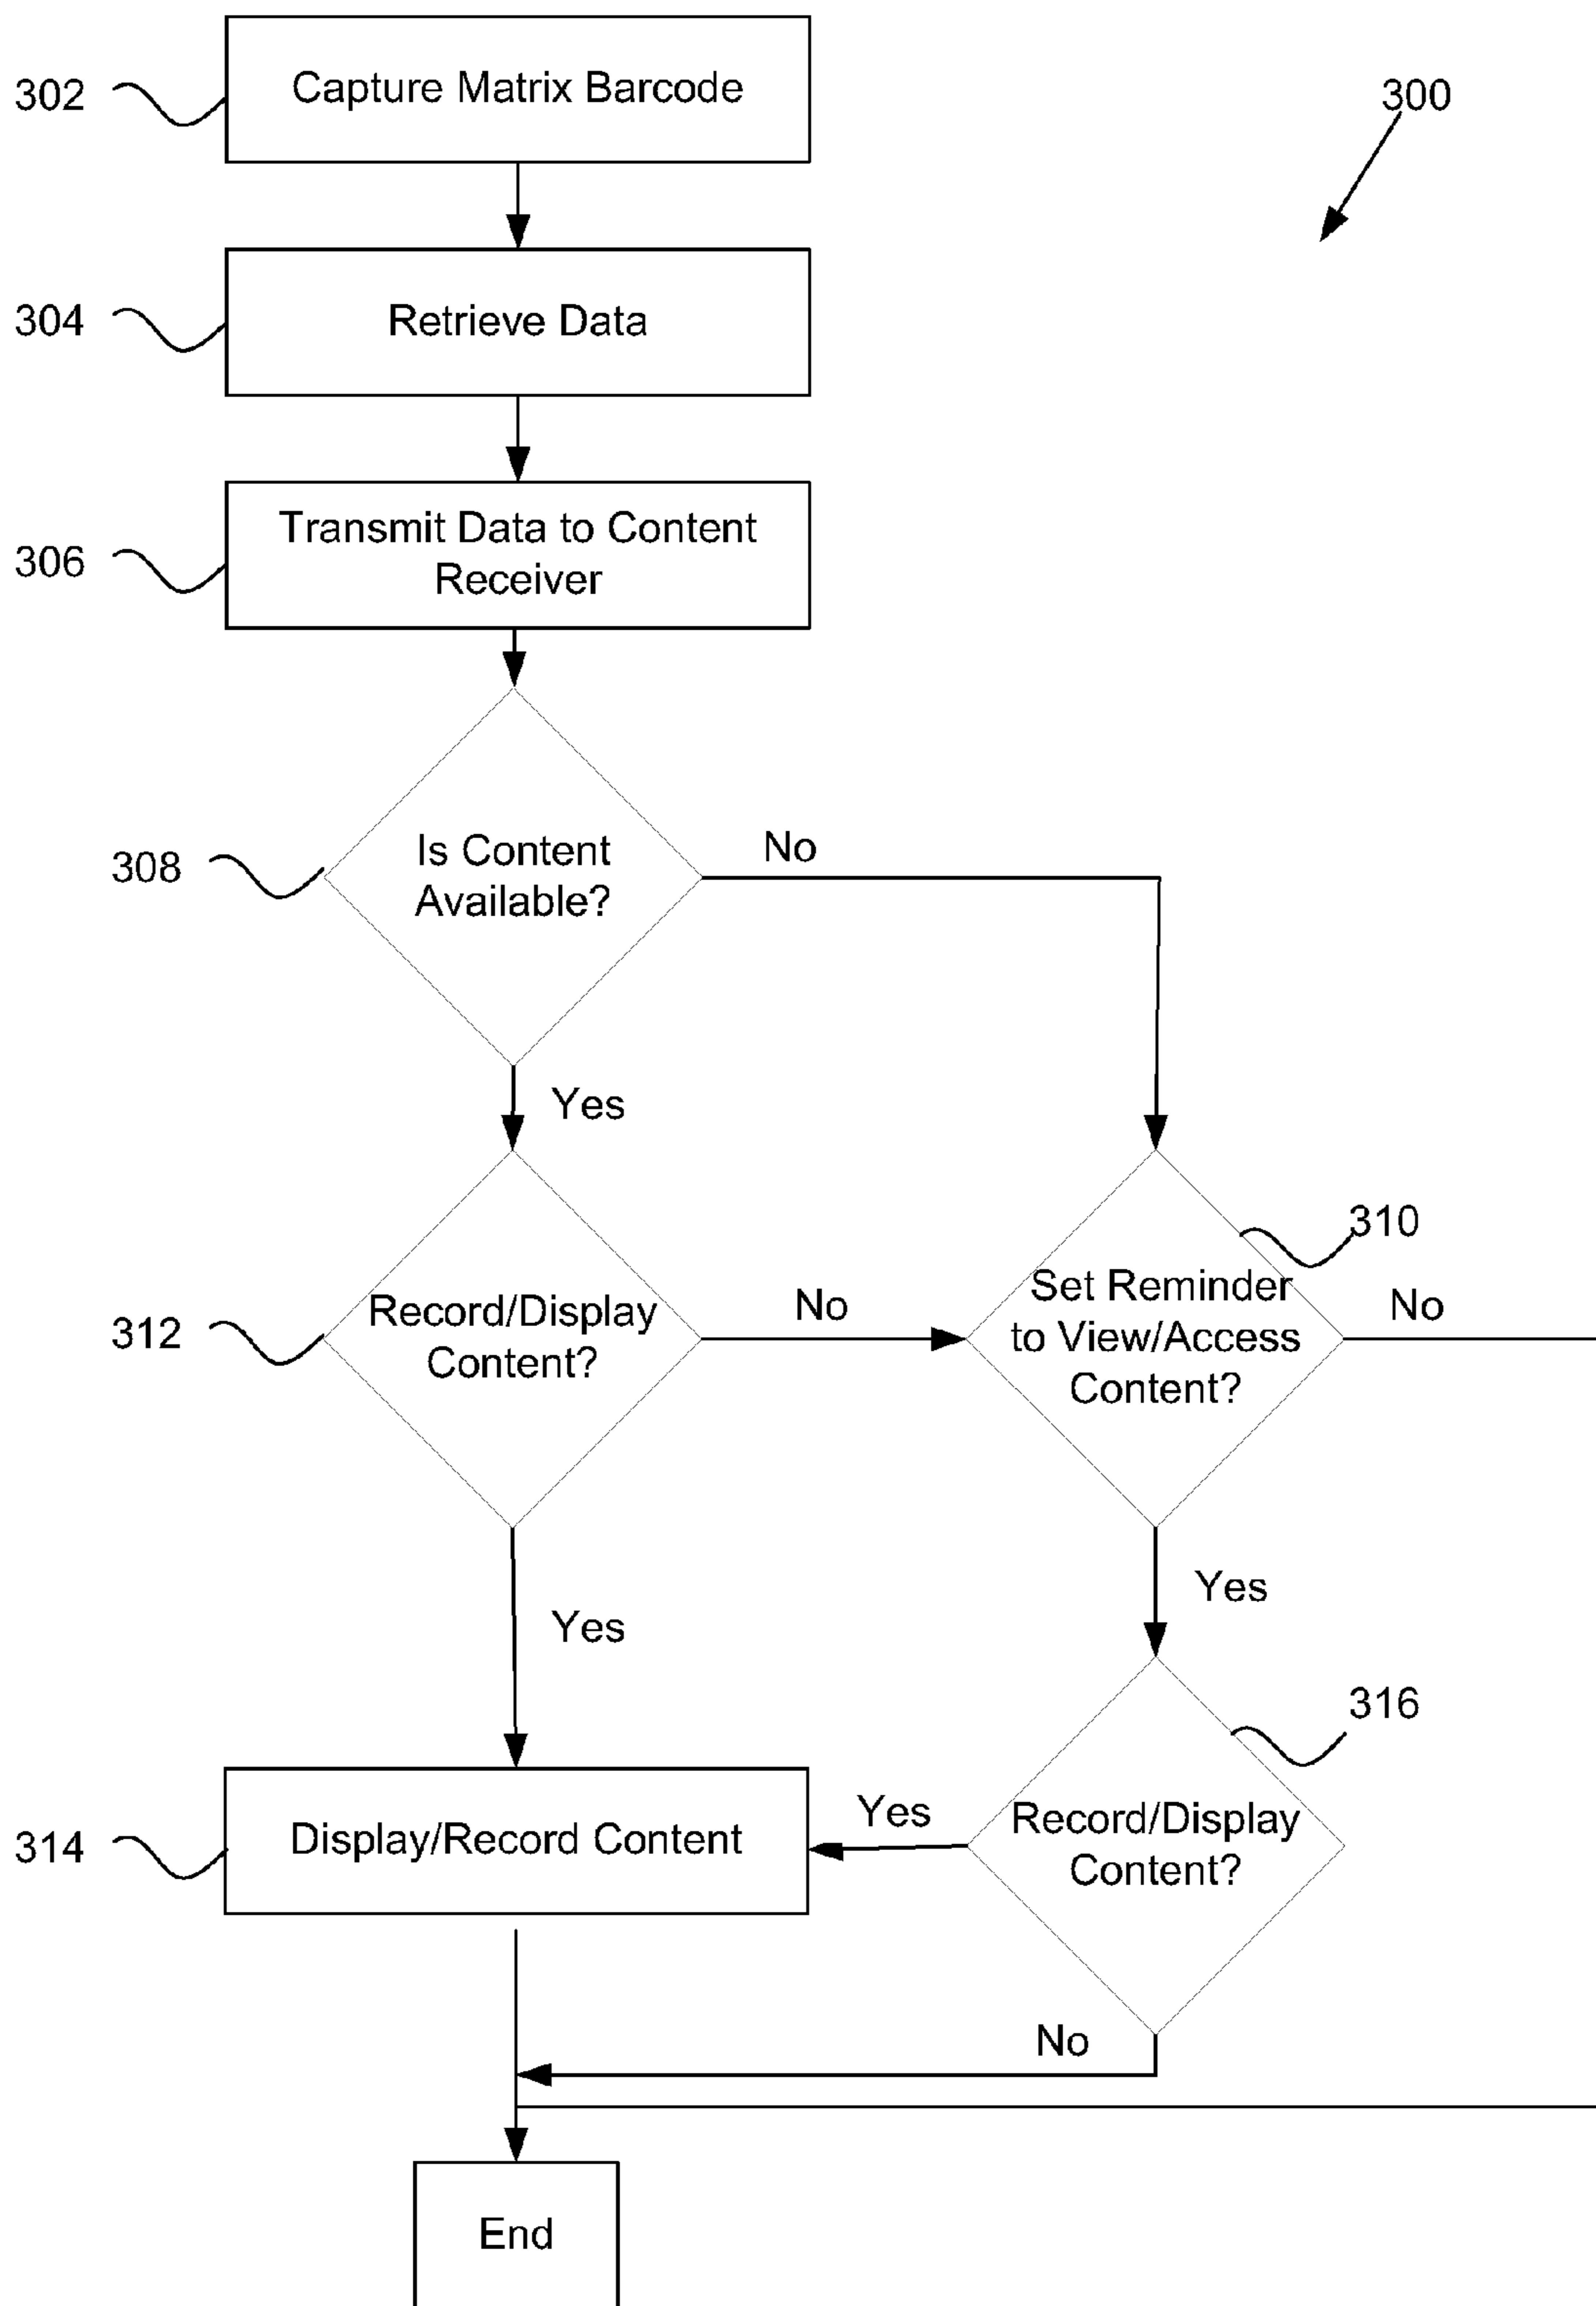 302
Capture Matrix Barcode
300
304
Retrieve Data
306
Transmit Data to Content
Receiver
308
Is Content
Available?
No
Yes
310
312
Record/Display
Content?
No
Set Reminder
to View/Access
Content?
No
Yes
Yes
316
314
Display/Record Content
Yes
Record/Display
Content?
No
End